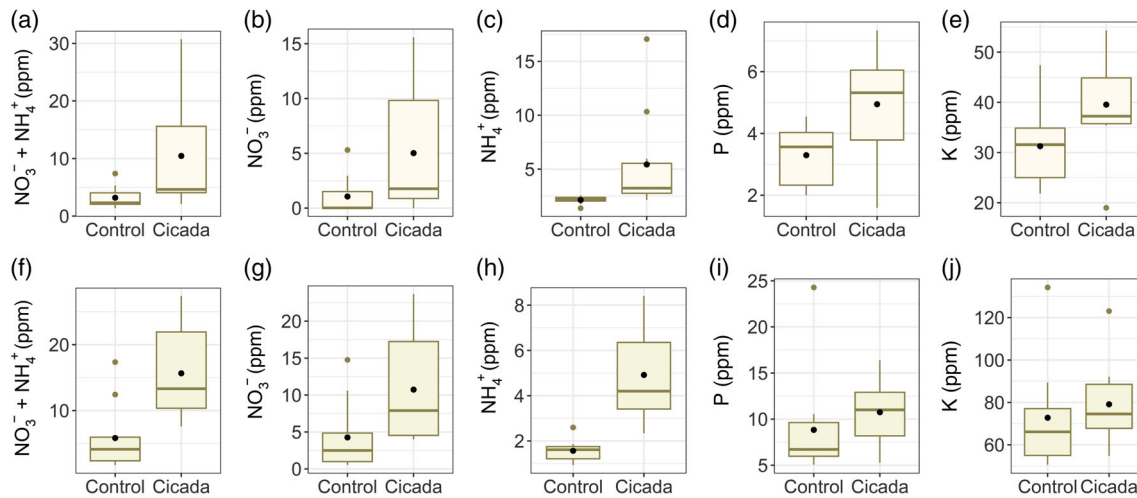 (a) (b) (c) (d) (e)
NO₃⁻ + NH₄⁺ (ppm)
30
20
10
0
Control Cicada
NO₃⁻ (ppm)
15
10
5
0
Control Cicada
NH₄⁺ (ppm)
15
10
5
Control Cicada
P (ppm)
6
4
2
Control Cicada
K (ppm)
50
40
30
20
Control Cicada
(f) (g) (h) (i) (j)
NO₃⁻ + NH₄⁺ (ppm)
20
10
Control Cicada
NO₃⁻ (ppm)
20
15
10
5
0
Control Cicada
NH₄⁺ (ppm)
8
6
4
2
Control Cicada
P (ppm)
25
20
15
10
5
Control Cicada
K (ppm)
120
100
80
60
Control Cicada